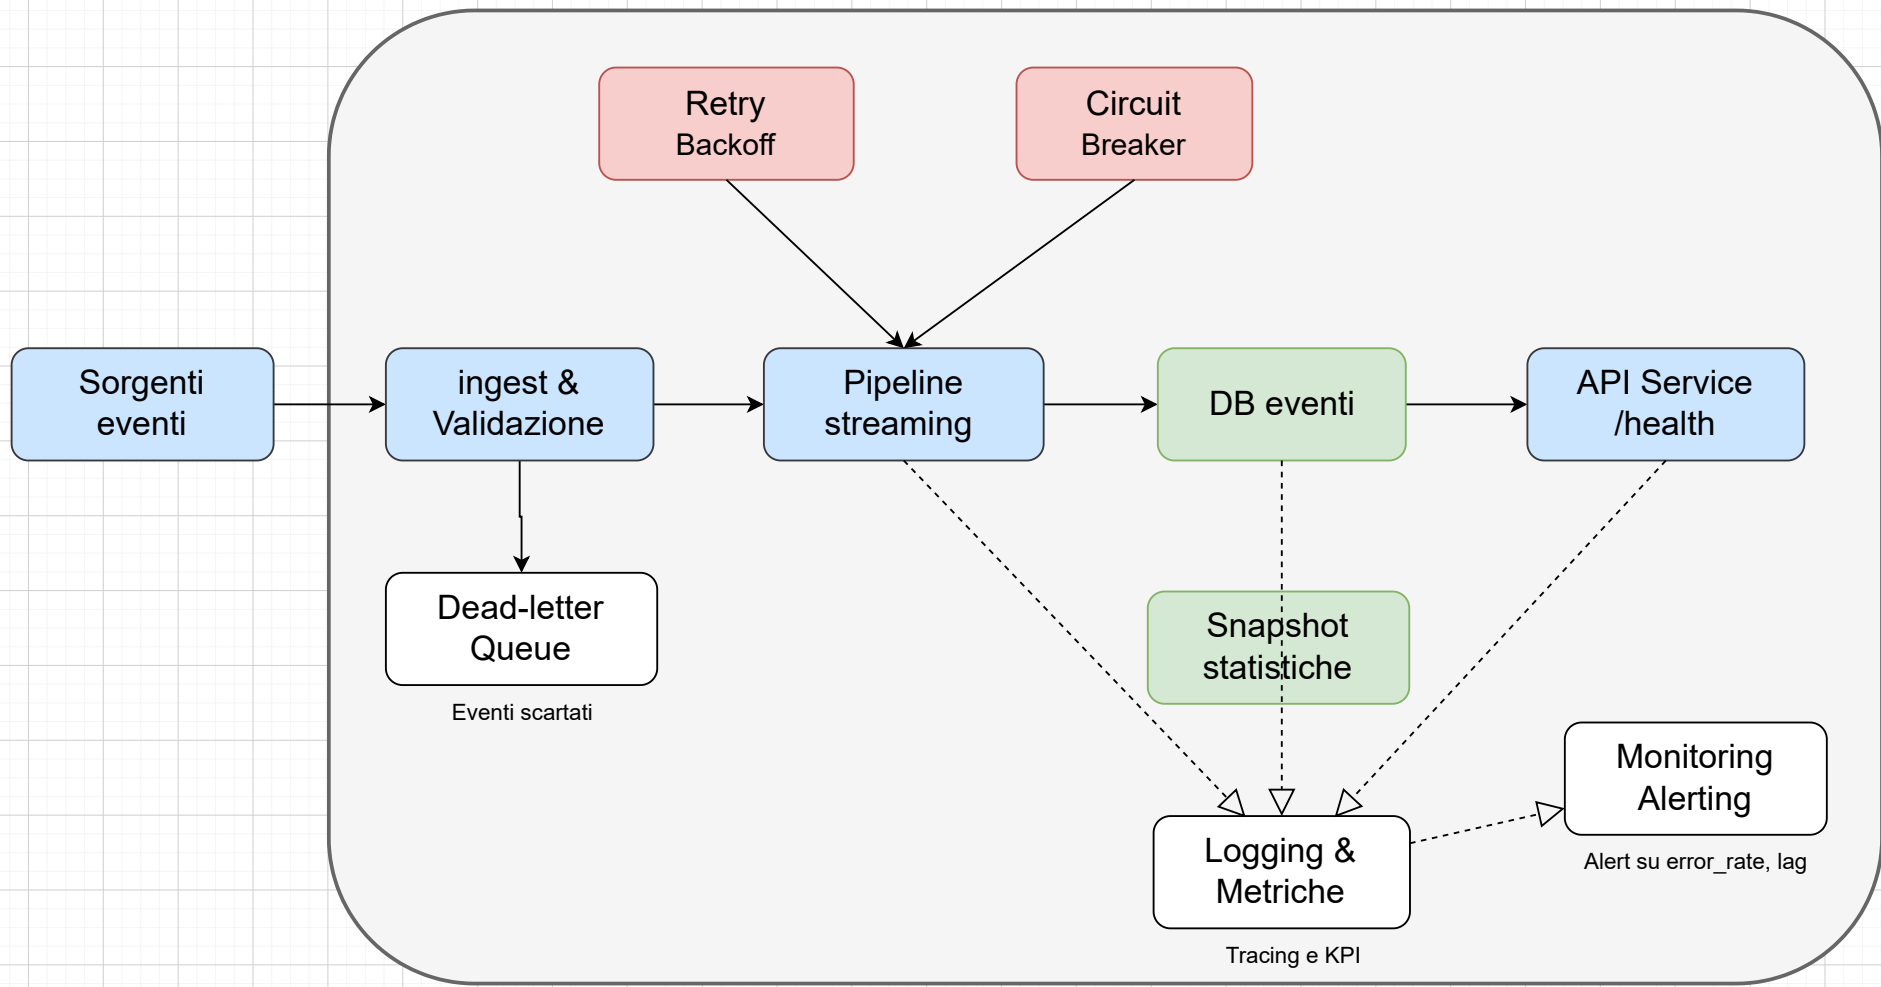 Retry
Backoff
Circuit
Breaker
Sorgenti
eventi
ingest &
Validazione
Pipeline
streaming
DB eventi
API Service
/health
Dead-letter
Queue
Eventi scartati
Snapshot
statistiche
Monitoring
Alerting
Alert su error_rate, lag
Logging &
Metriche
Tracing e KPI